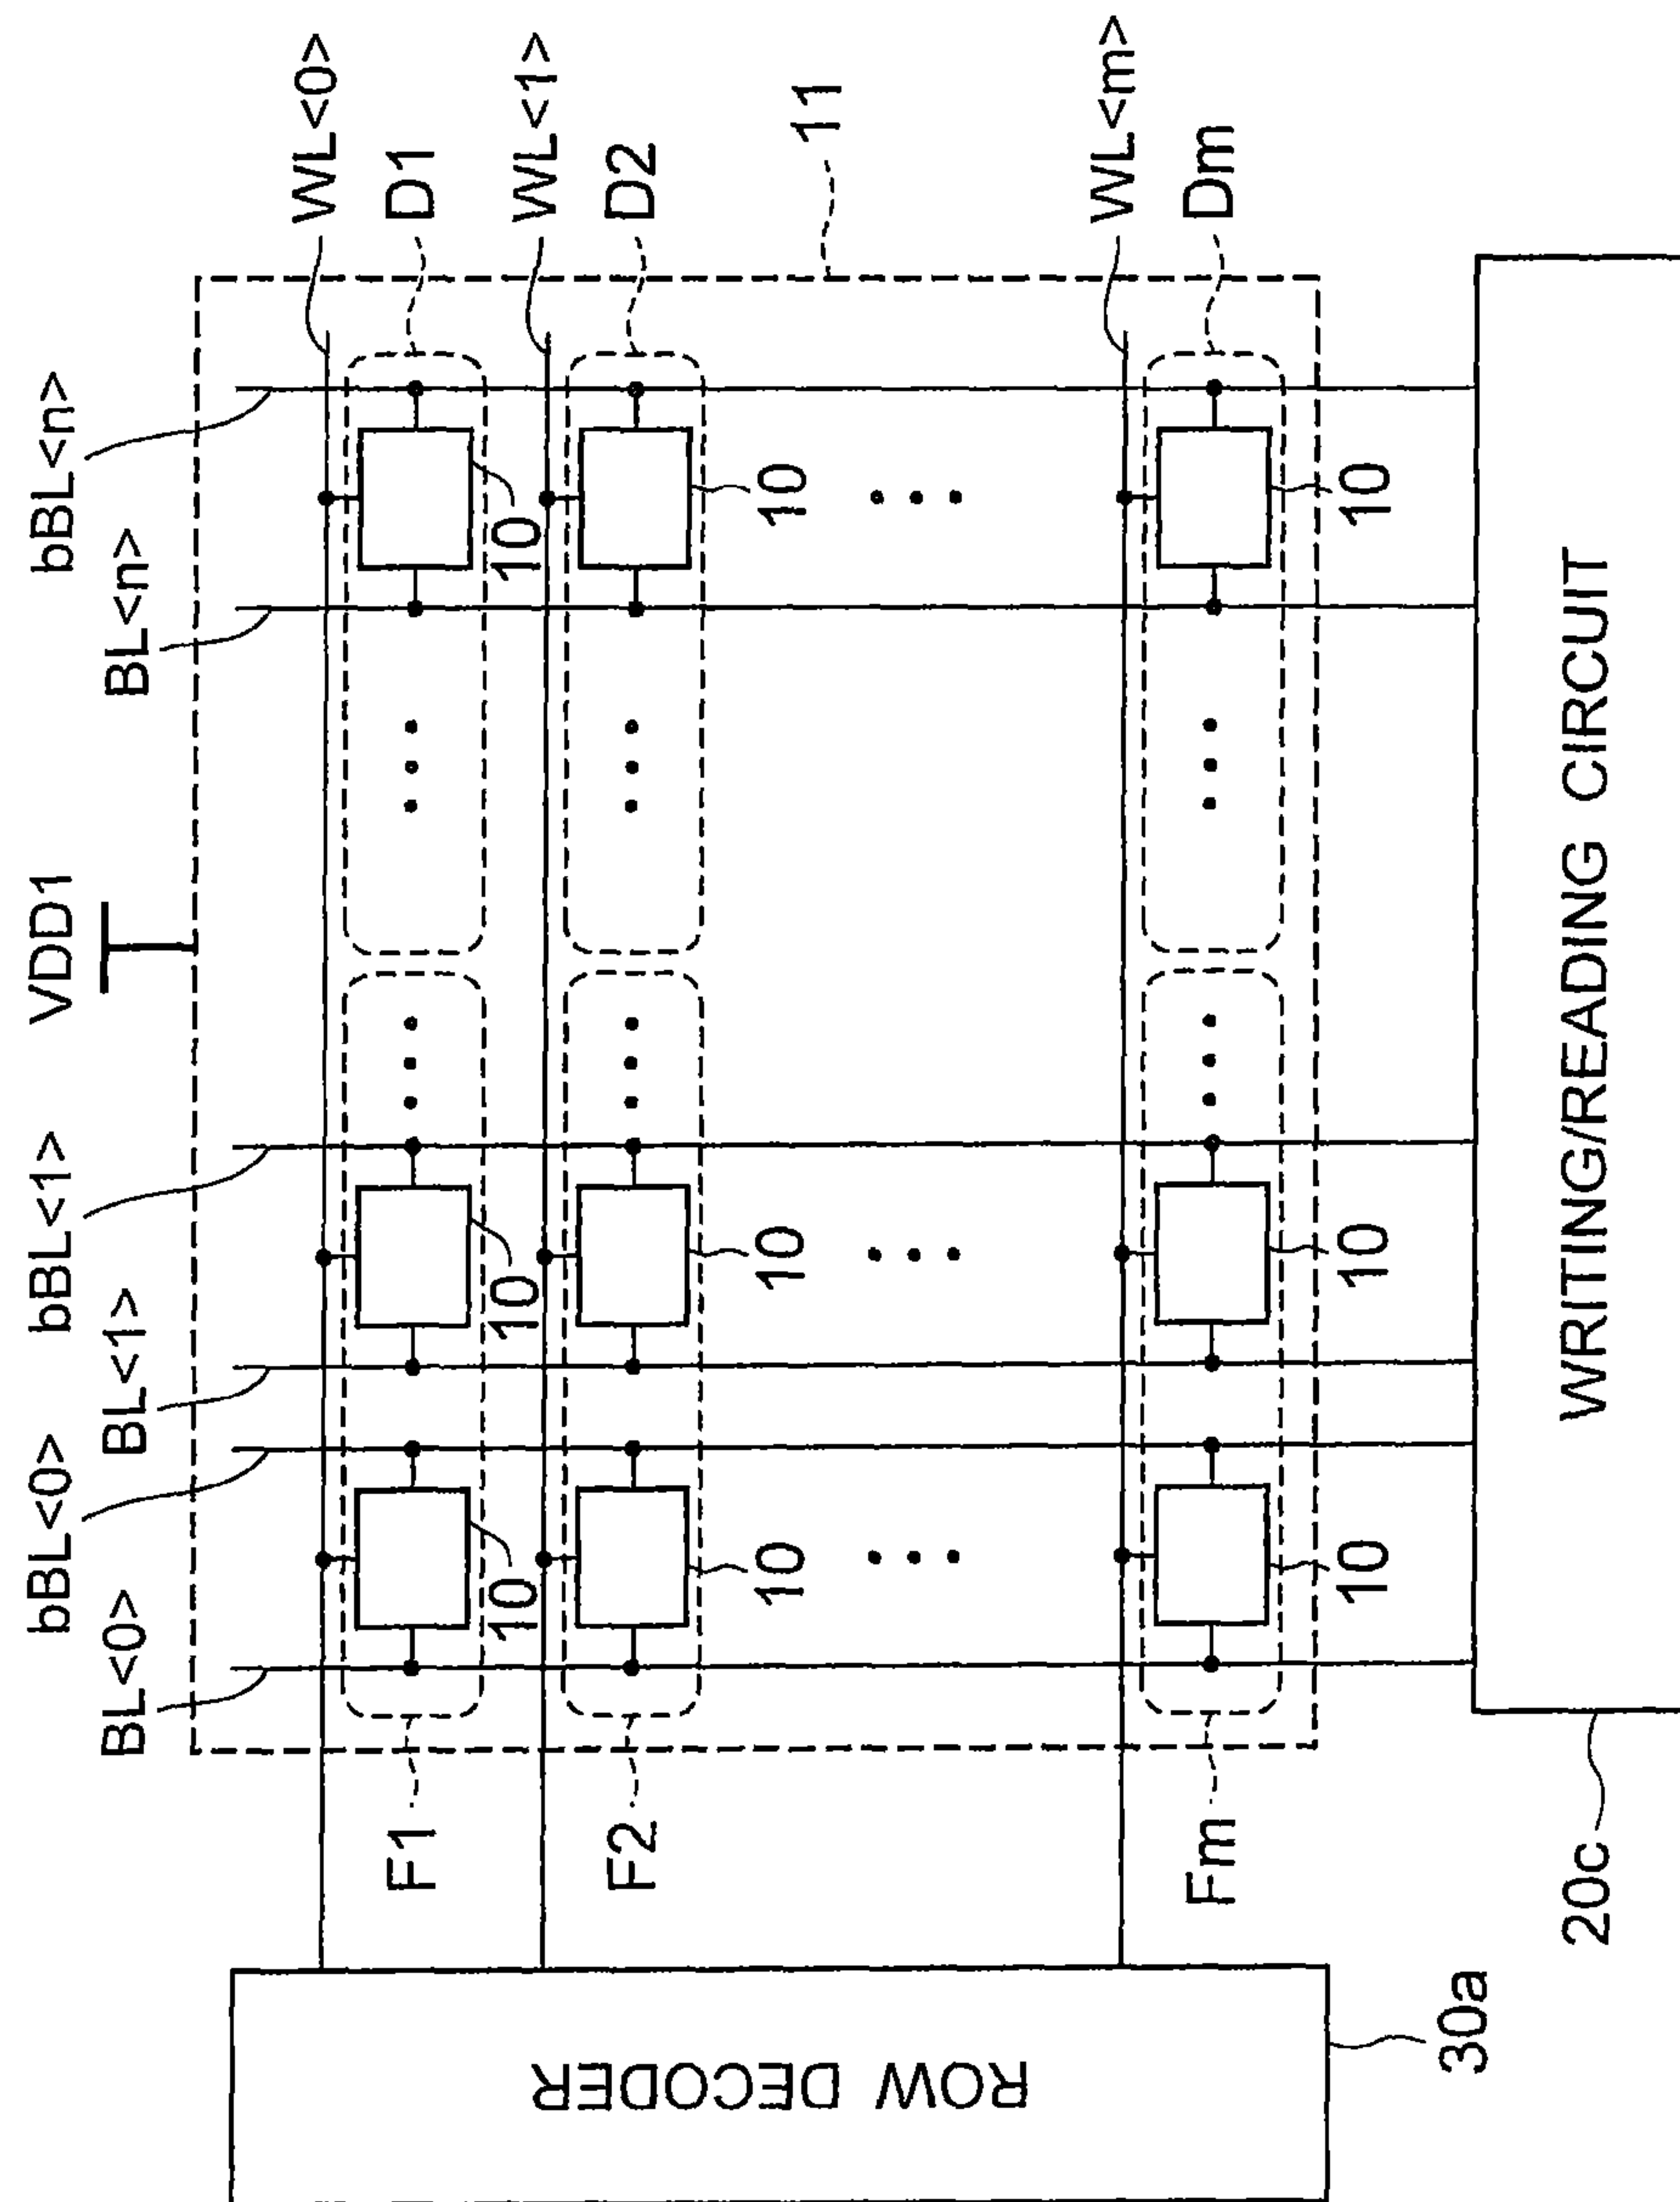 VDD1
bBL<0>
bBL<1>
bBL<n>
BL<0>
BL<1>
BL<n>
WL<0>
F1
D1
10
10
10
WL<1>
F2
D2
10
10
10
11
WL<m>
Fm
Dm
10
10
10
ROW DECODER
30a
20c
WRITING/READING CIRCUIT